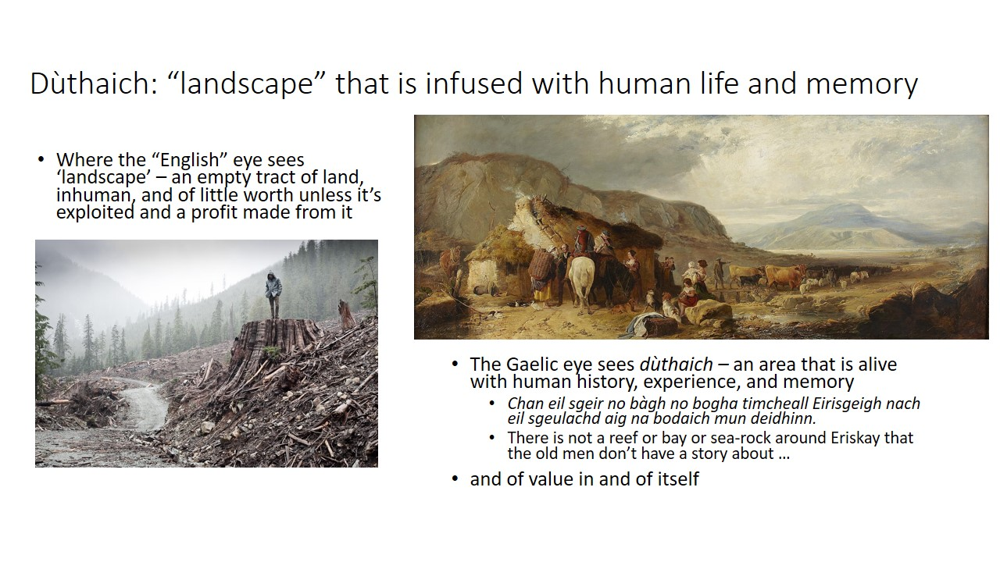 Dùthaich: “landscape” that is infused with human life and memory
• Where the “English” eye sees
‘landscape’ – an empty tract of land,
inhuman, and of little worth unless it’s
exploited and a profit made from it
• The Gaelic eye sees dùthaich – an area that is alive
with human history, experience, and memory
• Chan eil sgeir no bàgh no bogha timcheall Eirisgeigh nach
eil sgeulachd aig na bodaich mun deidhinn.
• There is not a reef or bay or sea-rock around Eriskay that
the old men don’t have a story about ...
• and of value in and of itself